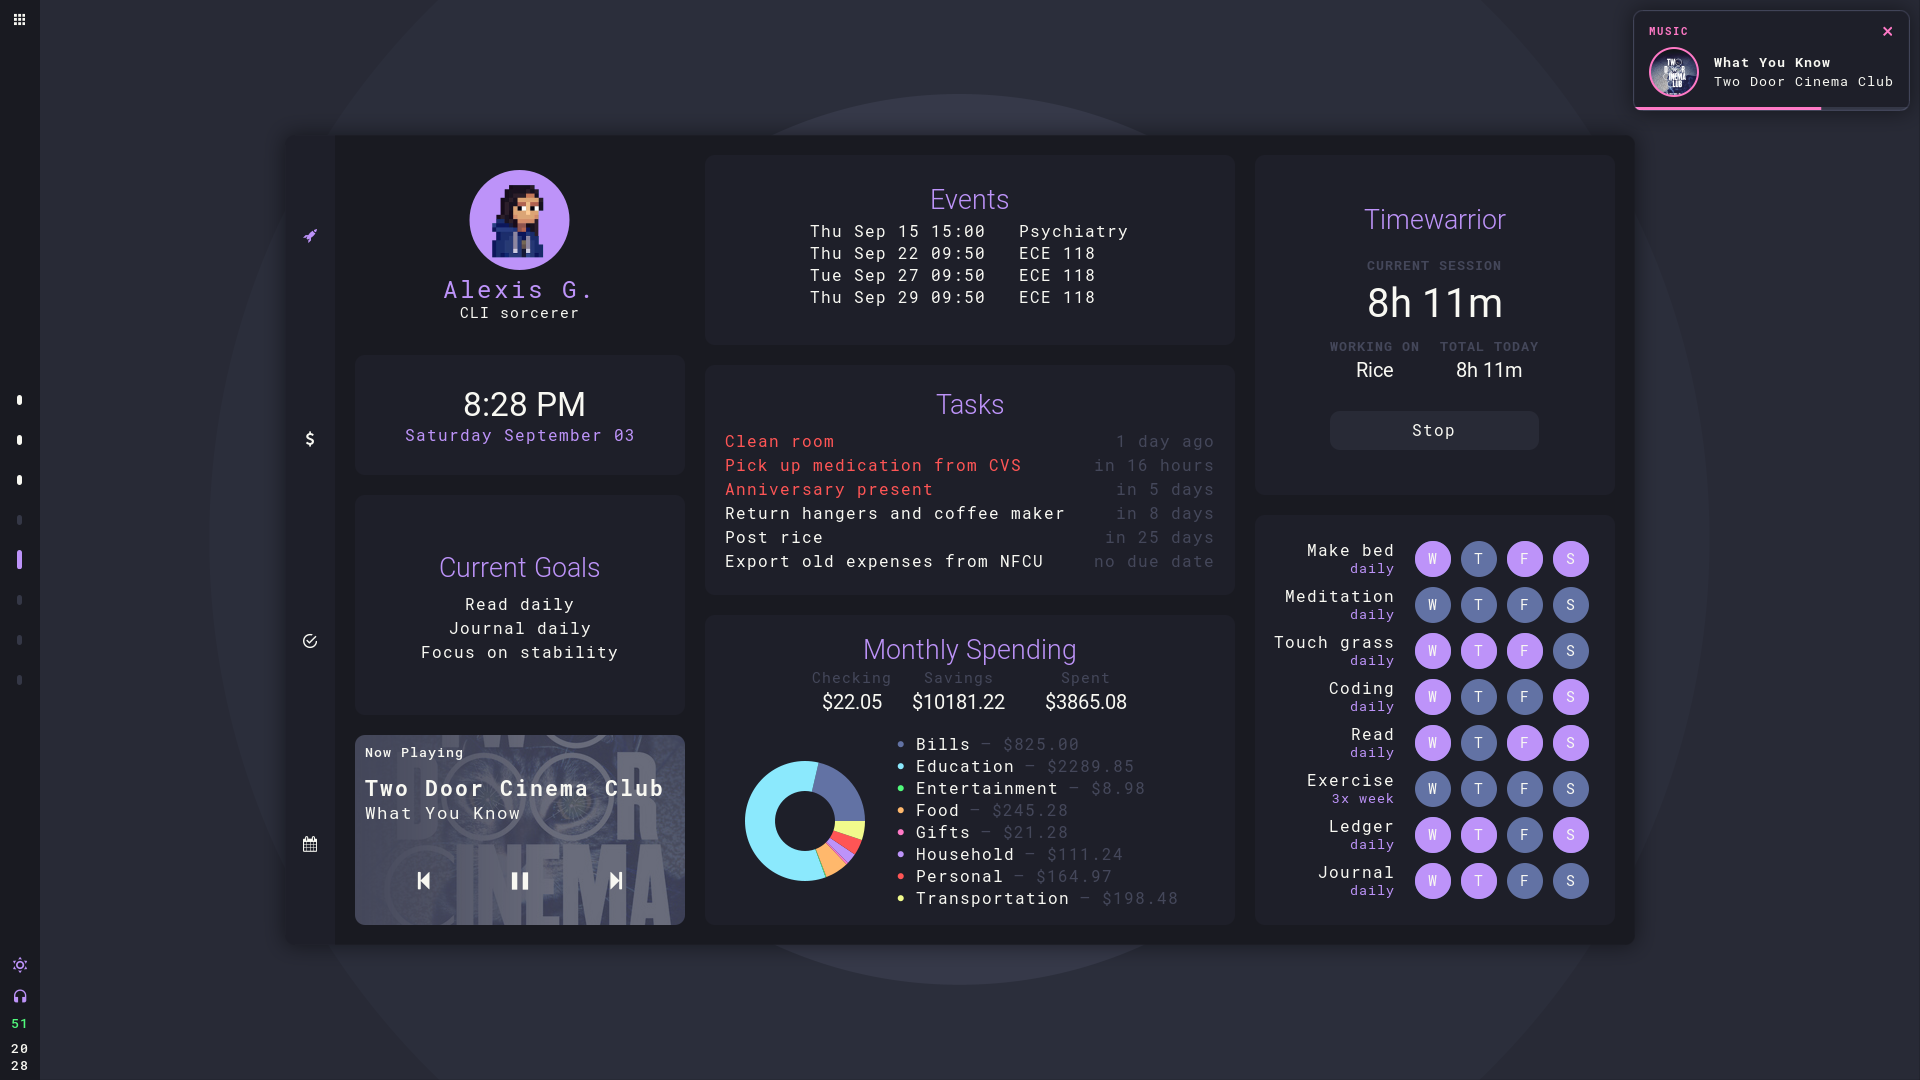 MUSIC
What You Know
Two Door Cinema Club
Alexis G.
CLI sorcerer
8:28 PM
Saturday September 03
Current Goals
Read daily
Journal daily
Focus on stability
Now Playing
Two Door Cinema Club
What You Know
Events
Thu Sep 15 15:00 Psychiatry
Thu Sep 22 09:50 ECE 118
Tue Sep 27 09:50 ECE 118
Thu Sep 29 09:50 ECE 118
Tasks
Clean room 1 day ago
Pick up medication from CVS in 16 hours
Anniversary present in 5 days
Return hangers and coffee maker in 8 days
Post rice in 25 days
Export old expenses from NFCU no due date
Monthly Spending
Checking Savings Spent
$22.05 $10181.22 $3865.08
Bills — $825.00
Education — $2289.85
Entertainment — $8.98
Food — $245.28
Gifts — $21.28
Household — $111.24
Personal — $164.97
Transportation — $198.48
Timewarrior
CURRENT SESSION
8h 11m
WORKING ON TOTAL TODAY
Rice 8h 11m
Stop
Make bed W T F S
daily
Meditation W T F S
daily
Touch grass W T F S
daily
Coding W T F S
daily
Read W T F S
daily
Exercise W T F S
3x week
Ledger W T F S
daily
Journal W T F S
daily
51
20
28